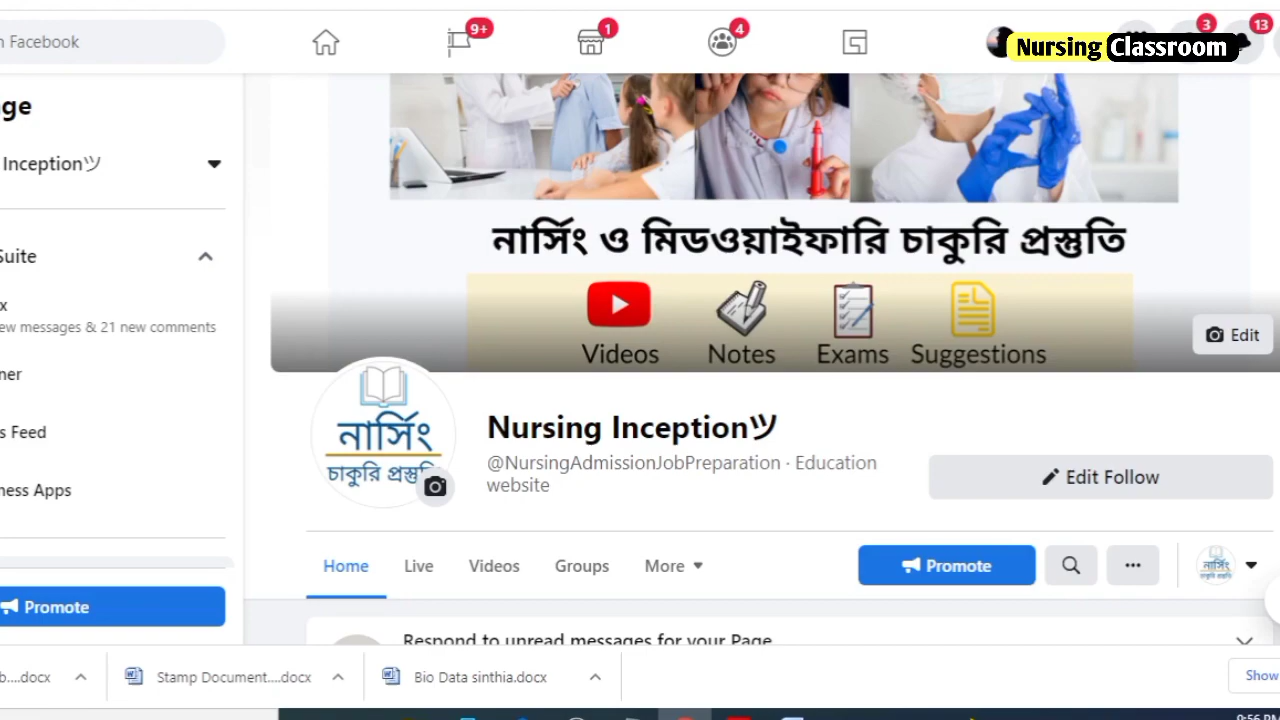 n Facebook
9+
1
4
3
13
Nursing Classroom
ge
Inceptionツ
Suite
x
ew messages & 21 new comments
ner
s Feed
ness Apps
Promote
নার্সিং ও মিডওয়াইফারি চাকুরি প্রস্তুতি
Videos Notes Exams Suggestions
Edit
নার্সিং
চাকুরি প্রস্তুতি
Nursing Inceptionツ
@NursingAdmissionJobPreparation · Education
website
Edit Follow
Home Live Videos Groups More
Promote
নার্সিং
Respond to unread messages for your Page
b....docx
Stamp Document....docx
Bio Data sinthia.docx
Show